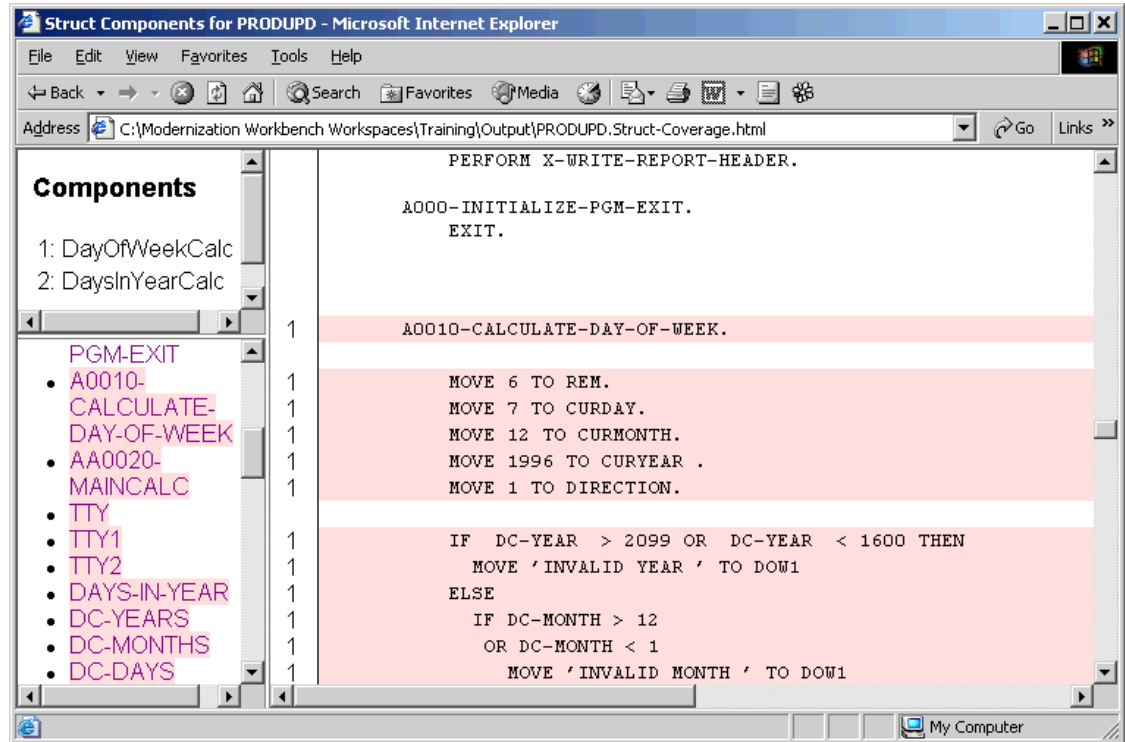 Struct Components for PRODUPD - Microsoft Internet Explorer
File Edit View Favorites Tools Help
Back Search Favorites Media
Address C:\Modernization Workbench Workspaces\Training\Output\PRODUPD.Struct-Coverage.html Go Links »
Components
1: DayOfWeekCalc
2: DaysInYearCalc
PGM-EXIT
A0010-
CALCULATE-
DAY-OF-WEEK
AA0020-
MAINCALC
TTY
TTY1
TTY2
DAYS-IN-YEAR
DC-YEARS
DC-MONTHS
DC-DAYS
PERFORM X-WRITE-REPORT-HEADER.
A000-INITIALIZE-PGM-EXIT.
EXIT.
1 A0010-CALCULATE-DAY-OF-WEEK.
1 MOVE 6 TO REM.
1 MOVE 7 TO CURDAY.
1 MOVE 12 TO CURMONTH.
1 MOVE 1996 TO CURYEAR .
1 MOVE 1 TO DIRECTION.
1 IF DC-YEAR > 2099 OR DC-YEAR < 1600 THEN
1 MOVE 'INVALID YEAR ' TO DOW1
1 ELSE
1 IF DC-MONTH > 12
1 OR DC-MONTH < 1
1 MOVE 'INVALID MONTH ' TO DOW1
My Computer